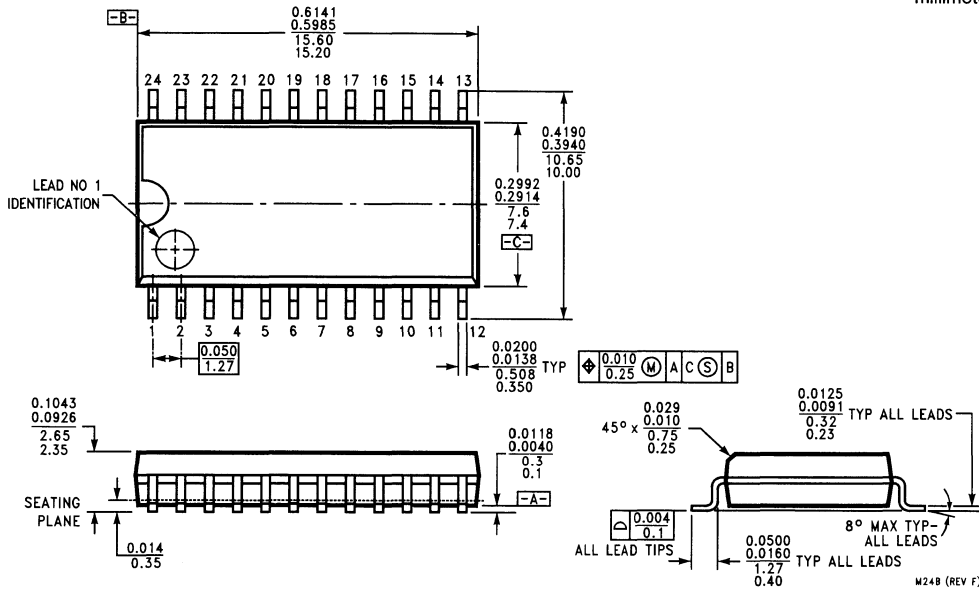 -B-
0.6141
0.5985
15.60
15.20
24 23 22 21 20 19 18 17 16 15 14 13
LEAD NO 1
IDENTIFICATION
0.4190
0.3940
10.65
10.00
0.2992
0.2914
7.6
7.4
-C-
1 2 3 4 5 6 7 8 9 10 11 12
0.050
1.27
0.0200
0.0138 TYP
0.508
0.350
0.010
0.25
M A C S B
0.1043
0.0926
2.65
2.35
SEATING
PLANE
0.014
0.35
0.0118
0.0040
0.3
0.1
-A-
45° x
0.029
0.010
0.75
0.25
0.0125
0.0091 TYP ALL LEADS
0.32
0.23
0.004
0.1
ALL LEAD TIPS
8° MAX TYP-
ALL LEADS
0.0500
0.0160 TYP ALL LEADS
1.27
0.40
M24B (REV F)